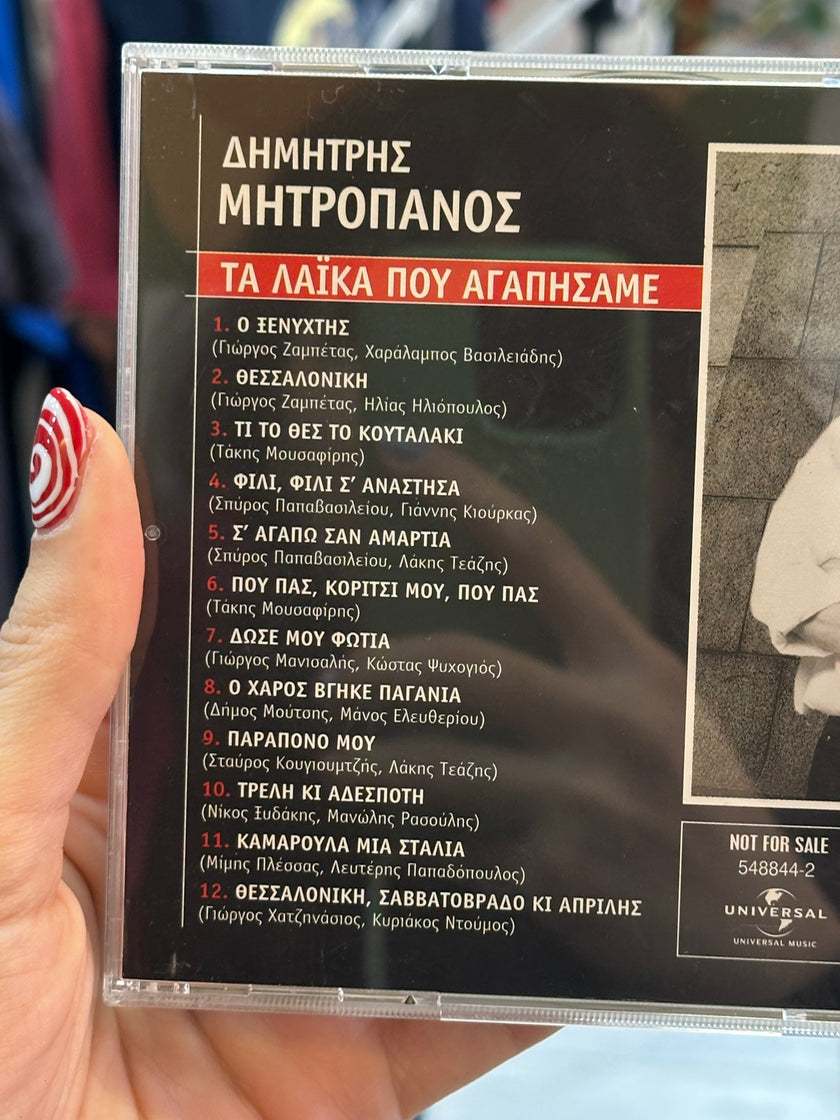 ΔΗΜΗΤΡΗΣ
ΜΗΤΡΟΠΑΝΟΣ
ΤΑ ΛΑΪΚΑ ΠΟΥ ΑΓΑΠΗΣΑΜΕ
1. Ο ΞΕΝΥΧΤΗΣ
(Γιώργος Ζαμπέτας, Χαράλαμπος Βασιλειάδης)
2. ΘΕΣΣΑΛΟΝΙΚΗ
(Γιώργος Ζαμπέτας, Ηλίας Ηλιόπουλος)
3. ΤΙ ΤΟ ΘΕΣ ΤΟ ΚΟΥΤΑΛΑΚΙ
(Τάκης Μουσαφίρης)
4. ΦΙΛΙ, ΦΙΛΙ Σ' ΑΝΑΣΤΗΣΑ
(Σπύρος Παπαβασιλείου, Γιάννης Κιούρκας)
5. Σ' ΑΓΑΠΩ ΣΑΝ ΑΜΑΡΤΙΑ
(Σπύρος Παπαβασιλείου, Λάκης Τεάζης)
6. ΠΟΥ ΠΑΣ, ΚΟΡΙΤΣΙ ΜΟΥ, ΠΟΥ ΠΑΣ
(Τάκης Μουσαφίρης)
7. ΔΩΣΕ ΜΟΥ ΦΩΤΙΑ
(Γιώργος Μανισαλής, Κώστας Ψυχογιός)
8. Ο ΧΑΡΟΣ ΒΓΗΚΕ ΠΑΓΑΝΙΑ
(Δήμος Μούτσης, Μάνος Ελευθερίου)
9. ΠΑΡΑΠΟΝΟ ΜΟΥ
(Σταύρος Κουγιουμτζής, Λάκης Τεάζης)
10. ΤΡΕΛΗ ΚΙ ΑΔΕΣΠΟΤΗ
(Νίκος Ξυδάκης, Μανώλης Ρασούλης)
11. ΚΑΜΑΡΟΥΛΑ ΜΙΑ ΣΤΑΛΙΑ
(Μίμης Πλέσσας, Λευτέρης Παπαδόπουλος)
12. ΘΕΣΣΑΛΟΝΙΚΗ, ΣΑΒΒΑΤΟΒΡΑΔΟ ΚΙ ΑΠΡΙΛΗΣ
(Γιώργος Χατζηνάσιος, Κυριάκος Ντούμος)
NOT FOR SALE
548844-2
UNIVERSAL
UNIVERSAL MUSIC